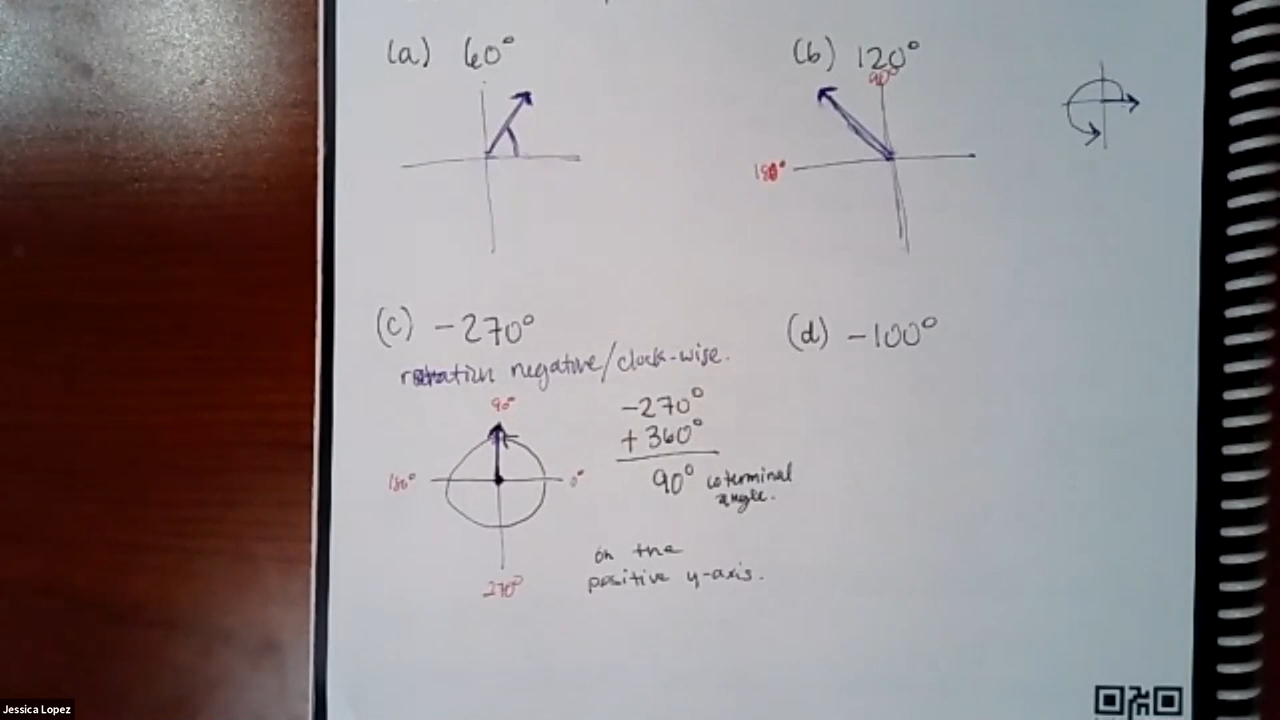 (a) 60°
(b) 120°
90°
180°
(c) -270°
rotation negative/clock-wise.
90°
180°
0°
270°
-270°
+360°
90° coterminal
angle.
on the
positive y-axis.
(d) -100°
Jessica Lopez